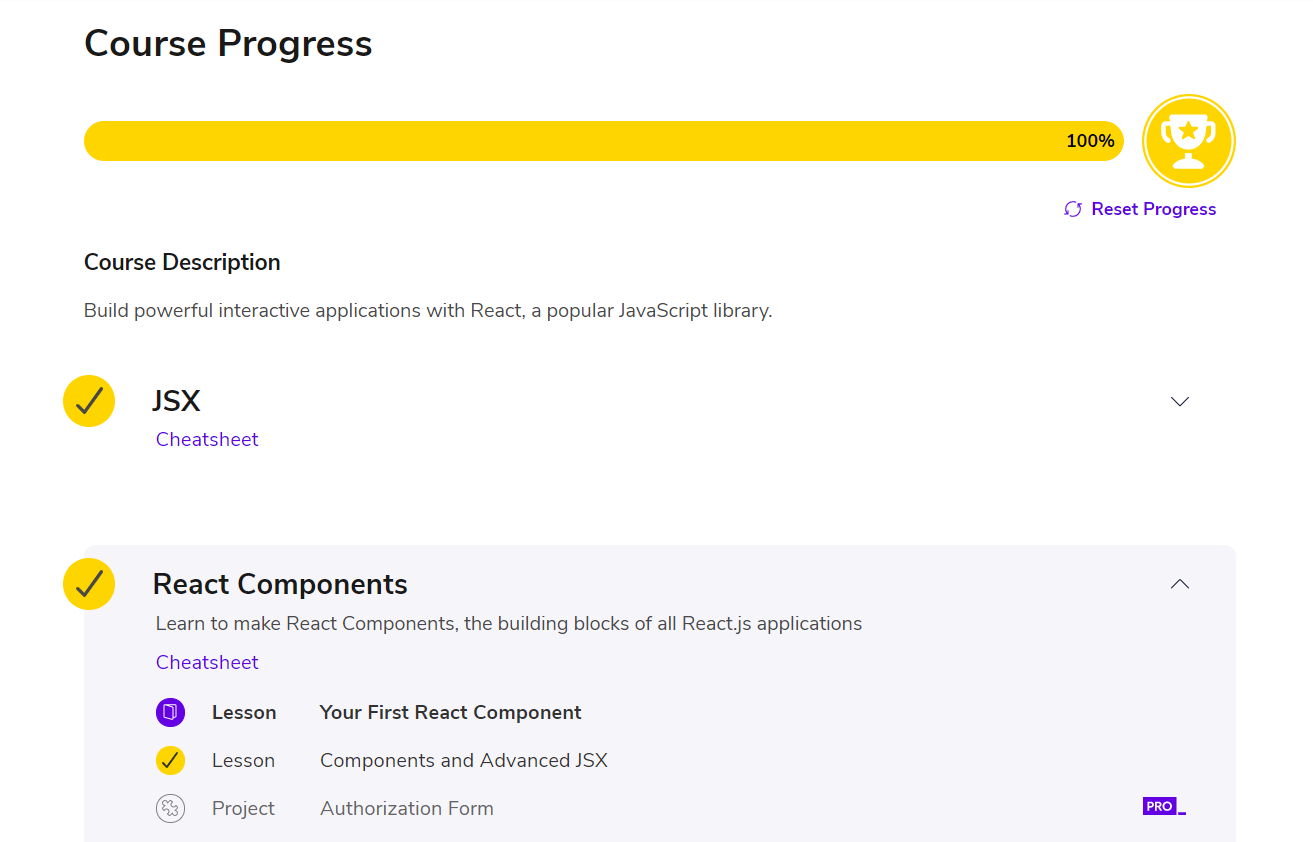 Course Progress
100%
Reset Progress
Course Description
Build powerful interactive applications with React, a popular JavaScript library.
JSX
Cheatsheet
React Components
Learn to make React Components, the building blocks of all React.js applications
Cheatsheet
Lesson Your First React Component
Lesson Components and Advanced JSX
Project Authorization Form PRO_